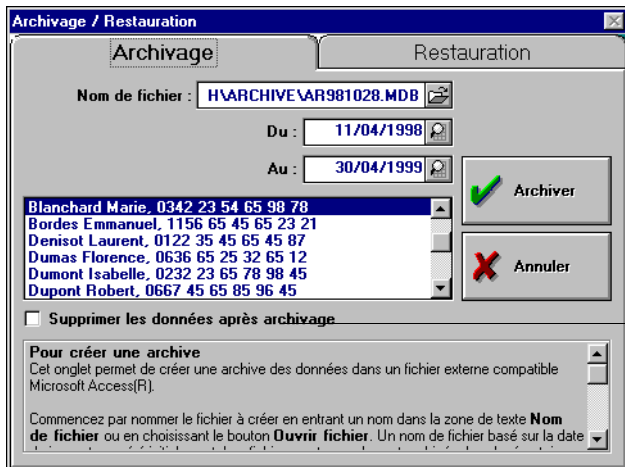 Archivage / Restauration
Archivage
Restauration
Nom de fichier : H\ARCHIVE\AR981028.MDB
Du : 11/04/1998
Au : 30/04/1999
Blanchard Marie, 0342 23 54 65 98 78
Bordes Emmanuel, 1156 65 45 65 23 21
Denisot Laurent, 0122 35 45 65 45 87
Dumas Florence, 0636 65 25 32 65 12
Dumont Isabelle, 0232 23 65 78 98 45
Dupont Robert, 0667 45 65 85 96 45
Archiver
Annuler
Supprimer les données après archivage
Pour créer une archive
Cet onglet permet de créer une archive des données dans un fichier externe compatible
Microsoft Access(R).
Commencez par nommer le fichier à créer en entrant un nom dans la zone de texte Nom
de fichier ou en choisissant le bouton Ouvrir fichier. Un nom de fichier basé sur la date